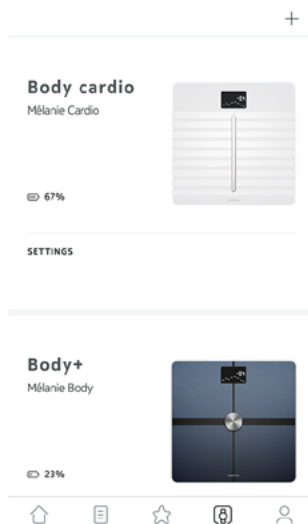 Body cardio
Mélanie Cardio
67%
SETTINGS
Body+
Mélanie Body
23%